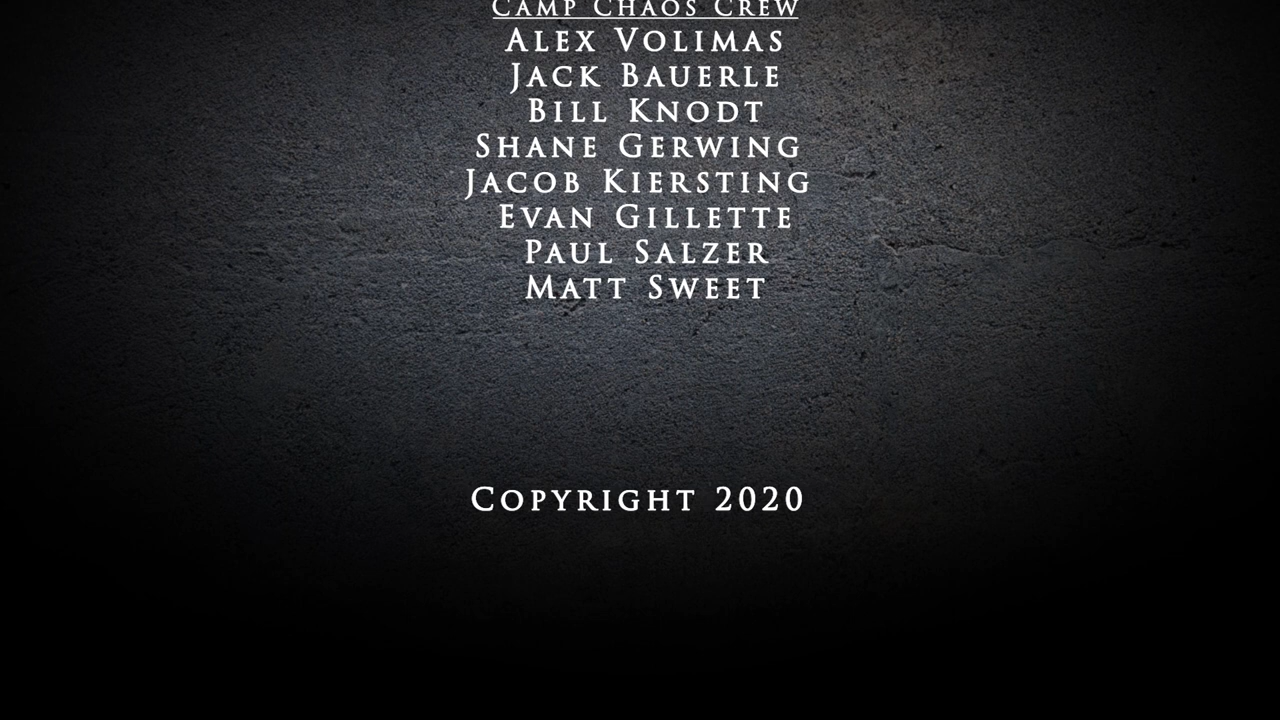 Camp Chaos Crew
Alex Volimas
Jack Bauerle
Bill Knodt
Shane Gerwing
Jacob Kiersting
Evan Gillette
Paul Salzer
Matt Sweet
Copyright 2020